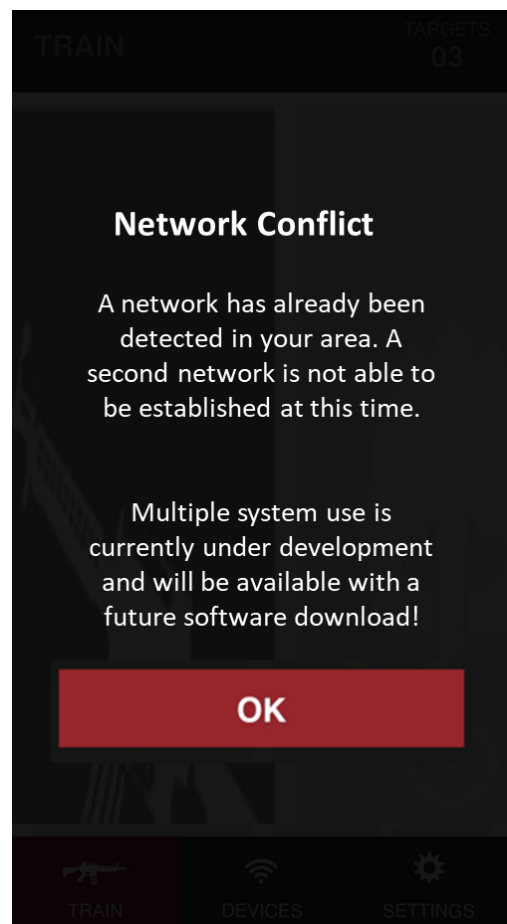 TRAIN
TARGETS
03
Network Conflict
A network has already been
detected in your area. A
second network is not able to
be established at this time.
Multiple system use is
currently under development
and will be available with a
future software download!
OK
TRAIN
DEVICES
SETTINGS